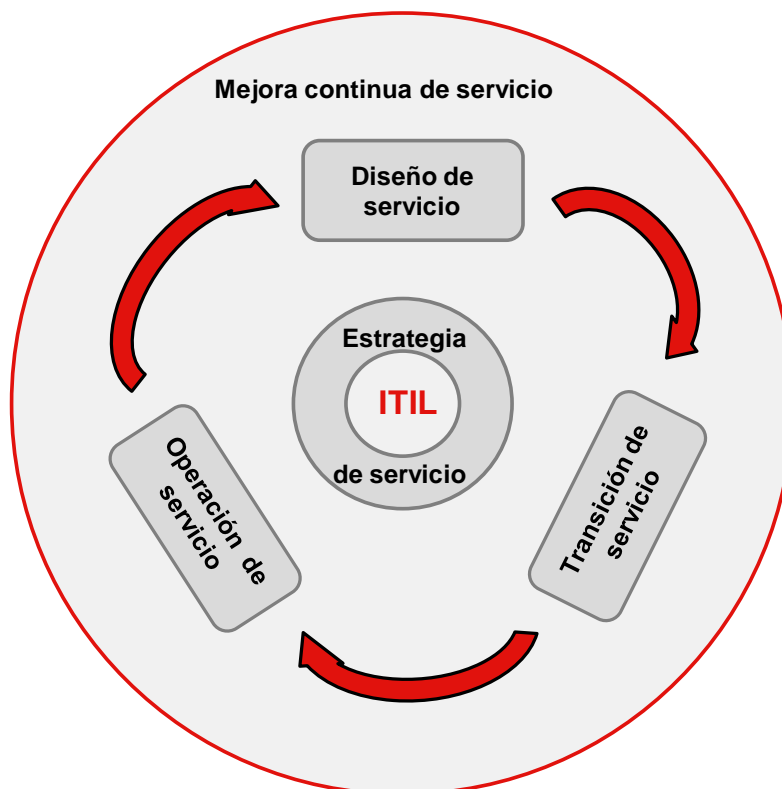 Mejora continua de servicio
Diseño de
servicio
Estrategia
ITIL
de servicio
Operación de
servicio
Transición de
servicio